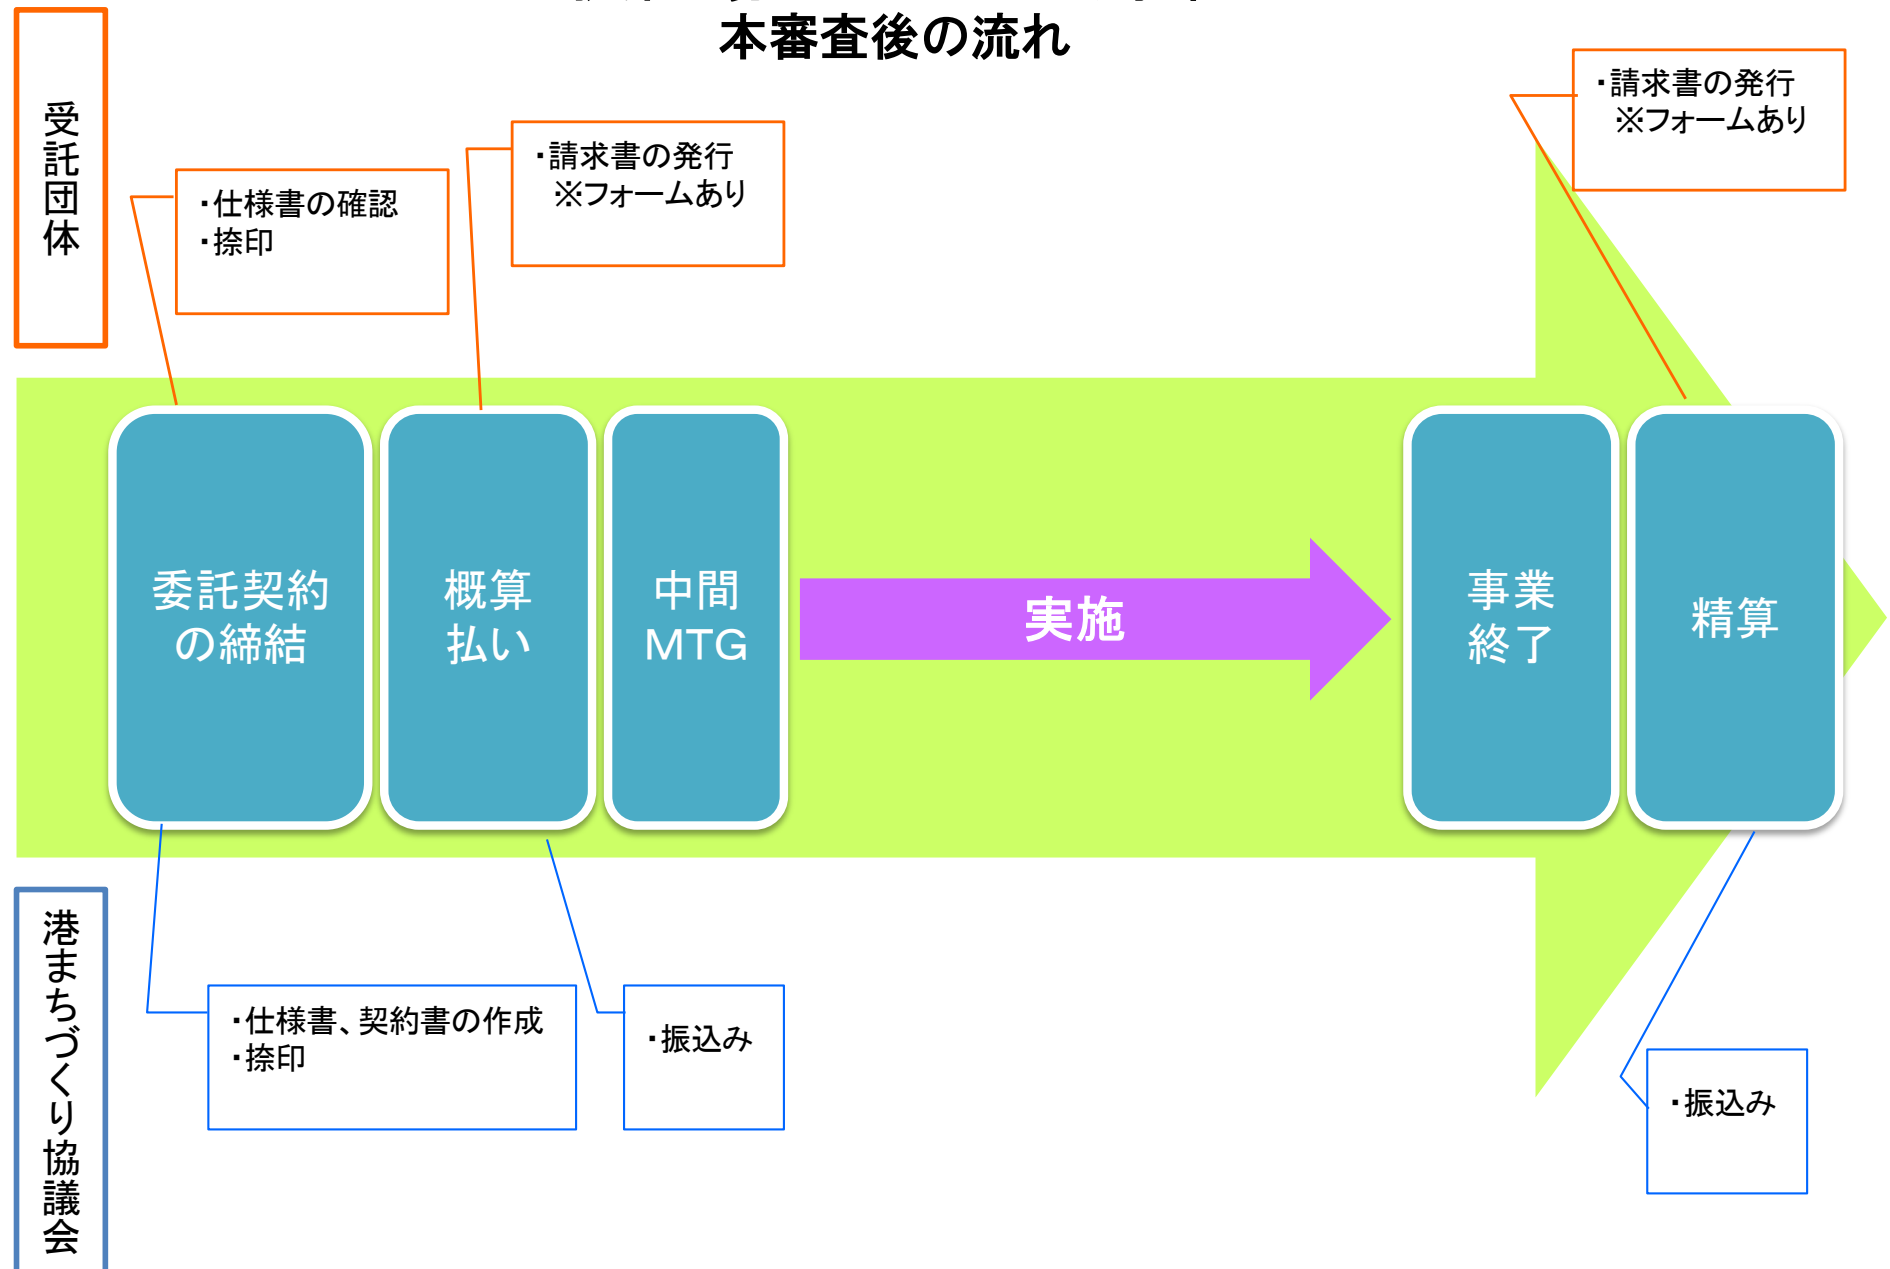 本審査後の流れ
受託団体
・仕様書の確認
・捺印
・請求書の発行
※フォームあり
・請求書の発行
※フォームあり
委託契約
の締結
概算
払い
中間
MTG
実施
事業
終了
精算
港まちづくり協議会
・仕様書、契約書の作成
・捺印
・振込み
・振込み